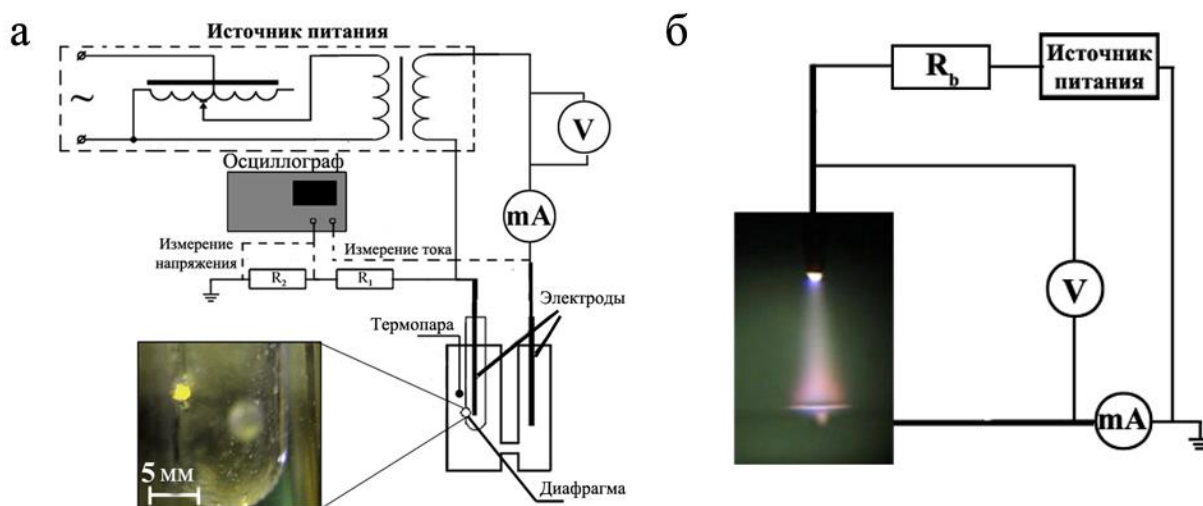 а
Источник питания
~
V
Осциллограф
mA
Измерение
напряжения
Измерение тока
R2
R1
Электроды
Термопара
5 мм
Диафрагма
б
Rb
Источник
питания
V
mA